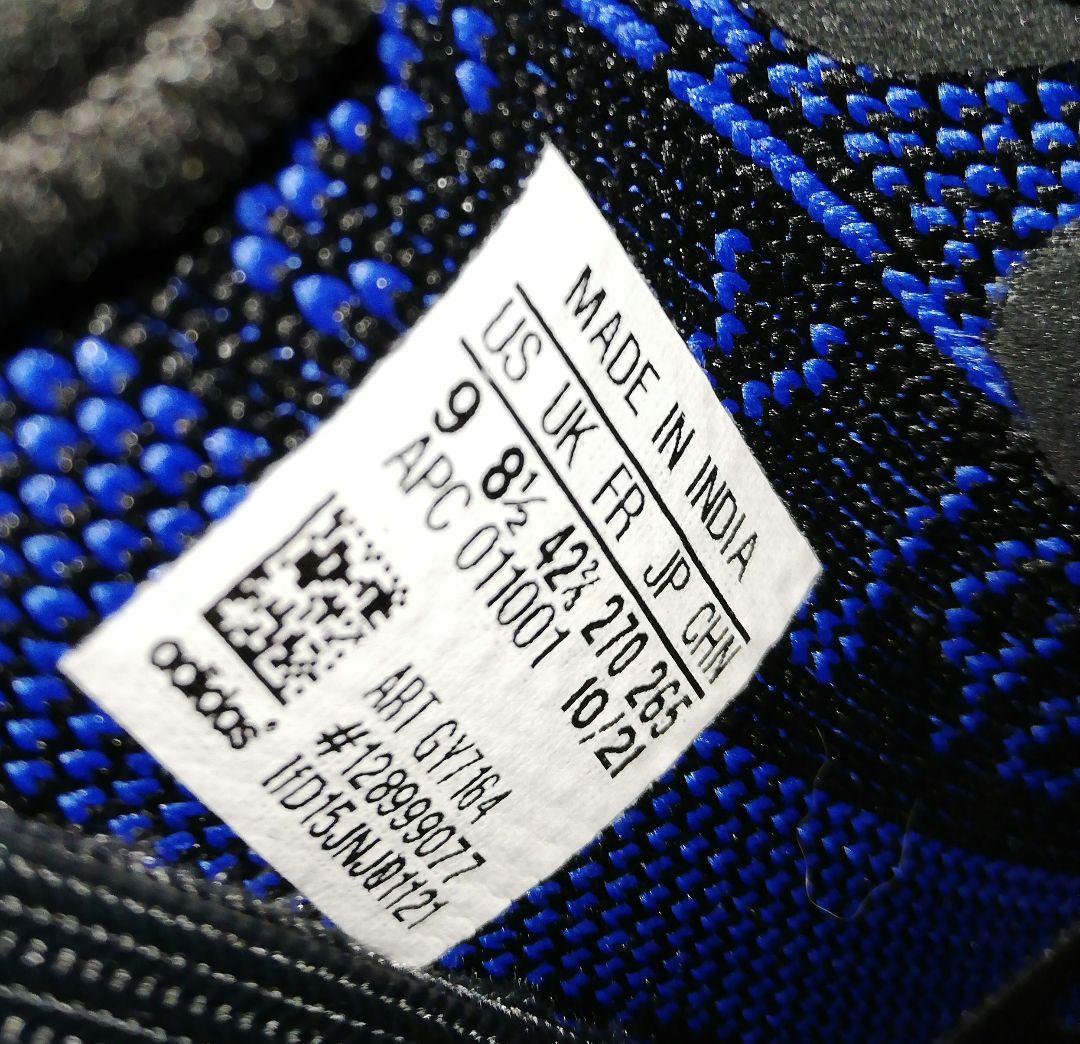 MADE IN INDIA
US UK FR JP CHN
9 8½ 42⅔ 270 265
APC 011001 10/21
ART GY7164
#128999077
IfD15JNJ01121
adidas